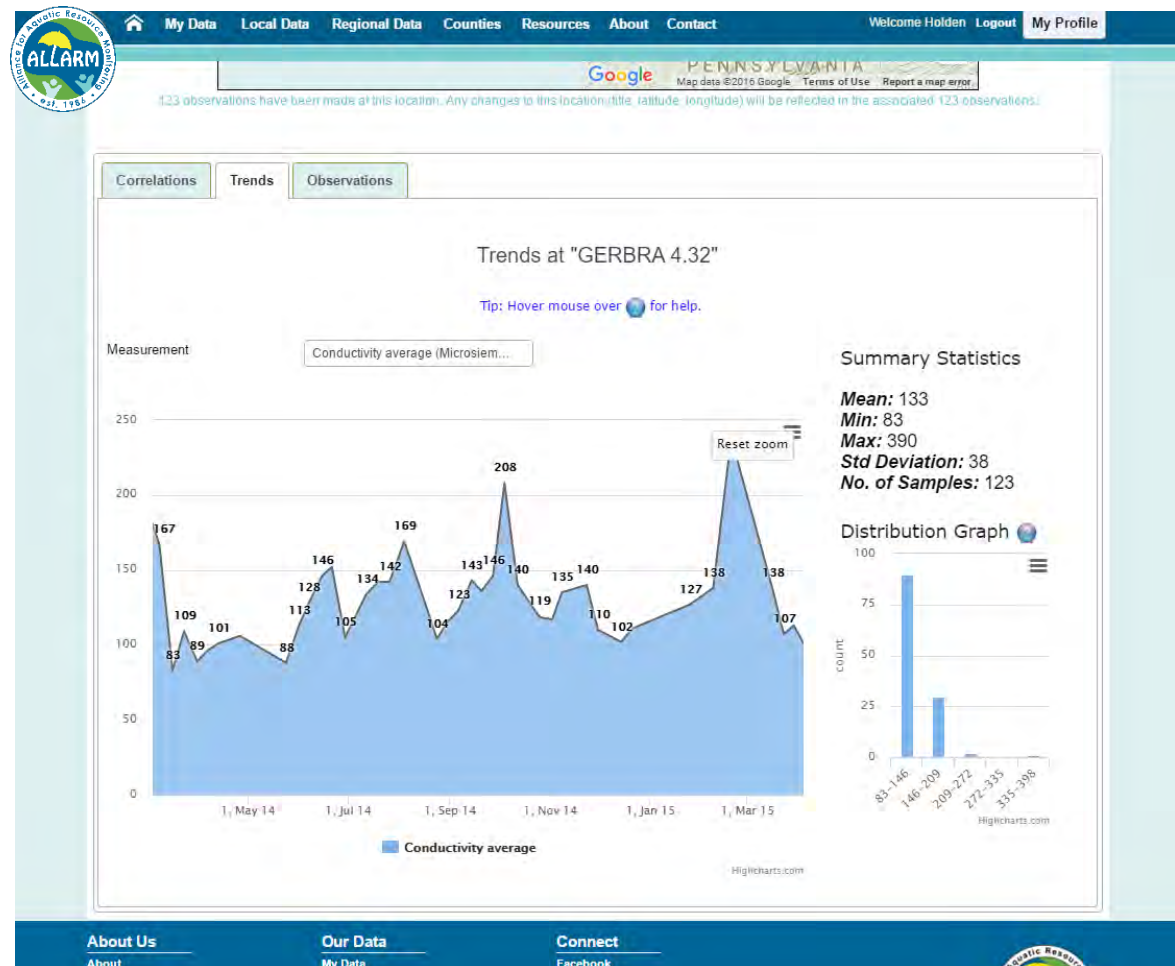 My Data Local Data Regional Data Counties Resources About Contact Welcome Holden Logout My Profile
Alliance for Aquatic Resource Monitoring
ALLARM
est. 1986
PENNSYLVANIA
Google Map data ©2016 Google Terms of Use Report a map error
123 observations have been made at this location. Any changes to this location (title, latitude, longitude) will be reflected in the associated 123 observations.
Correlations Trends Observations
Trends at "GERBRA 4.32"
Tip: Hover mouse over for help.
Measurement
Conductivity average (Microsiem...
250
200
150
100
50
0
Reset zoom
167
83
109
89
101
88
113
128
146
105
134
142
169
104
123
143
146
208
140
119
135
140
110
102
127
138
138
107
1, May 14 1, Jul 14 1, Sep 14 1, Nov 14 1, Jan 15 1, Mar 15
Conductivity average
Highcharts.com
Summary Statistics
Mean: 133
Min: 83
Max: 390
Std Deviation: 38
No. of Samples: 123
Distribution Graph
100
75
50
25
0
count
83-146 146-209 209-272 272-335 335-398
Highcharts.com
About Us Our Data Connect
About My Data Facebook